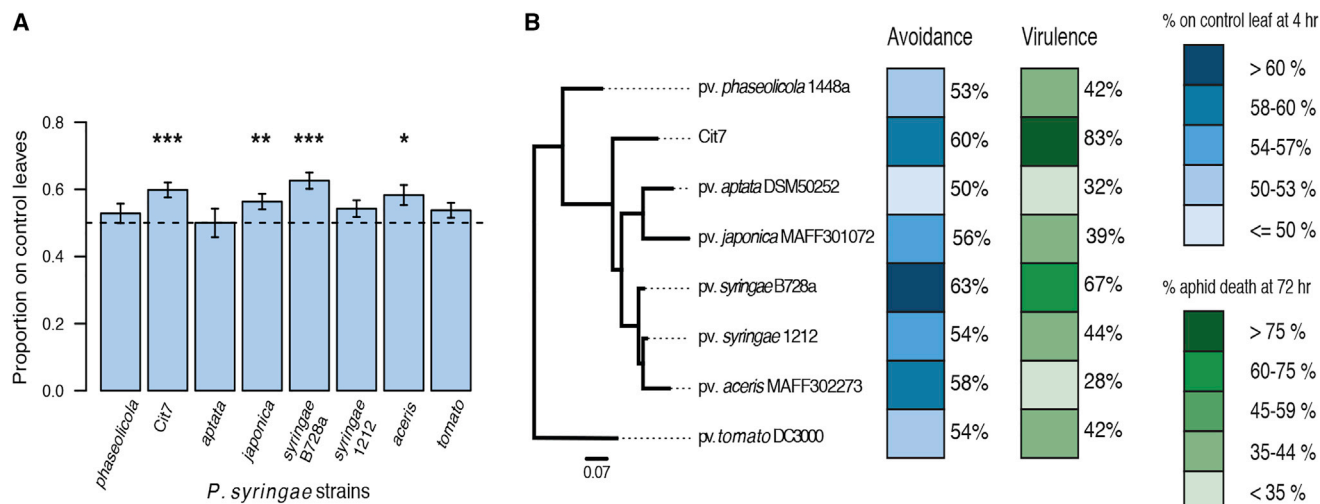 A
Proportion on control leaves
0.8
0.6
0.4
0.2
0.0
***
**
***
*
phaseolicola
Cit7
aptata
japonica
syringae B728a
syringae 1212
aceris
tomato
P. syringae strains
B
Avoidance
Virulence
pv. phaseolicola 1448a
53%
42%
Cit7
60%
83%
pv. aptata DSM50252
50%
32%
pv. japonica MAFF301072
56%
39%
pv. syringae B728a
63%
67%
pv. syringae 1212
54%
44%
pv. aceris MAFF302273
58%
28%
pv. tomato DC3000
54%
42%
0.07
% on control leaf at 4 hr
> 60 %
58-60 %
54-57%
50-53 %
<= 50 %
% aphid death at 72 hr
> 75 %
60-75 %
45-59 %
35-44 %
< 35 %